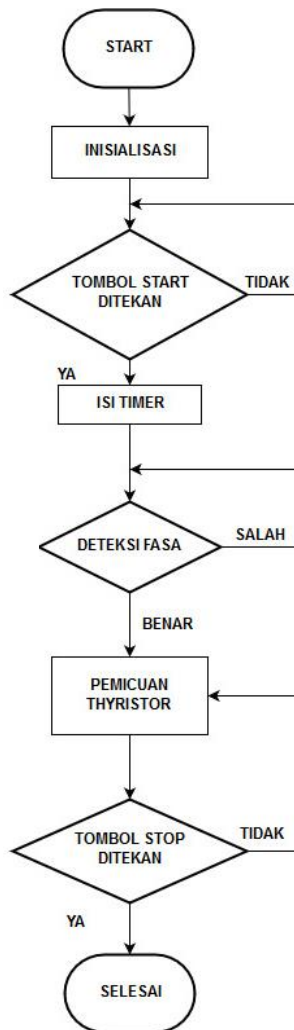 START
INISIALISASI
TOMBOL START
DITEKAN
TIDAK
YA
ISI TIMER
DETEKSI FASA
SALAH
BENAR
PEMICUAN
THYRISTOR
TOMBOL STOP
DITEKAN
TIDAK
YA
SELESAI